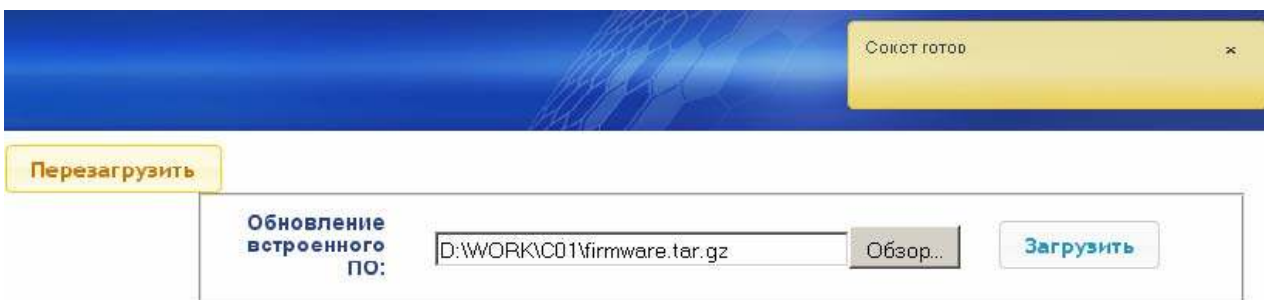 Сокет готов ×
Перезагрузить
Обновление
встроенного
ПО:
D:\WORK\C01\firmware.tar.gz
Обзор...
Загрузить